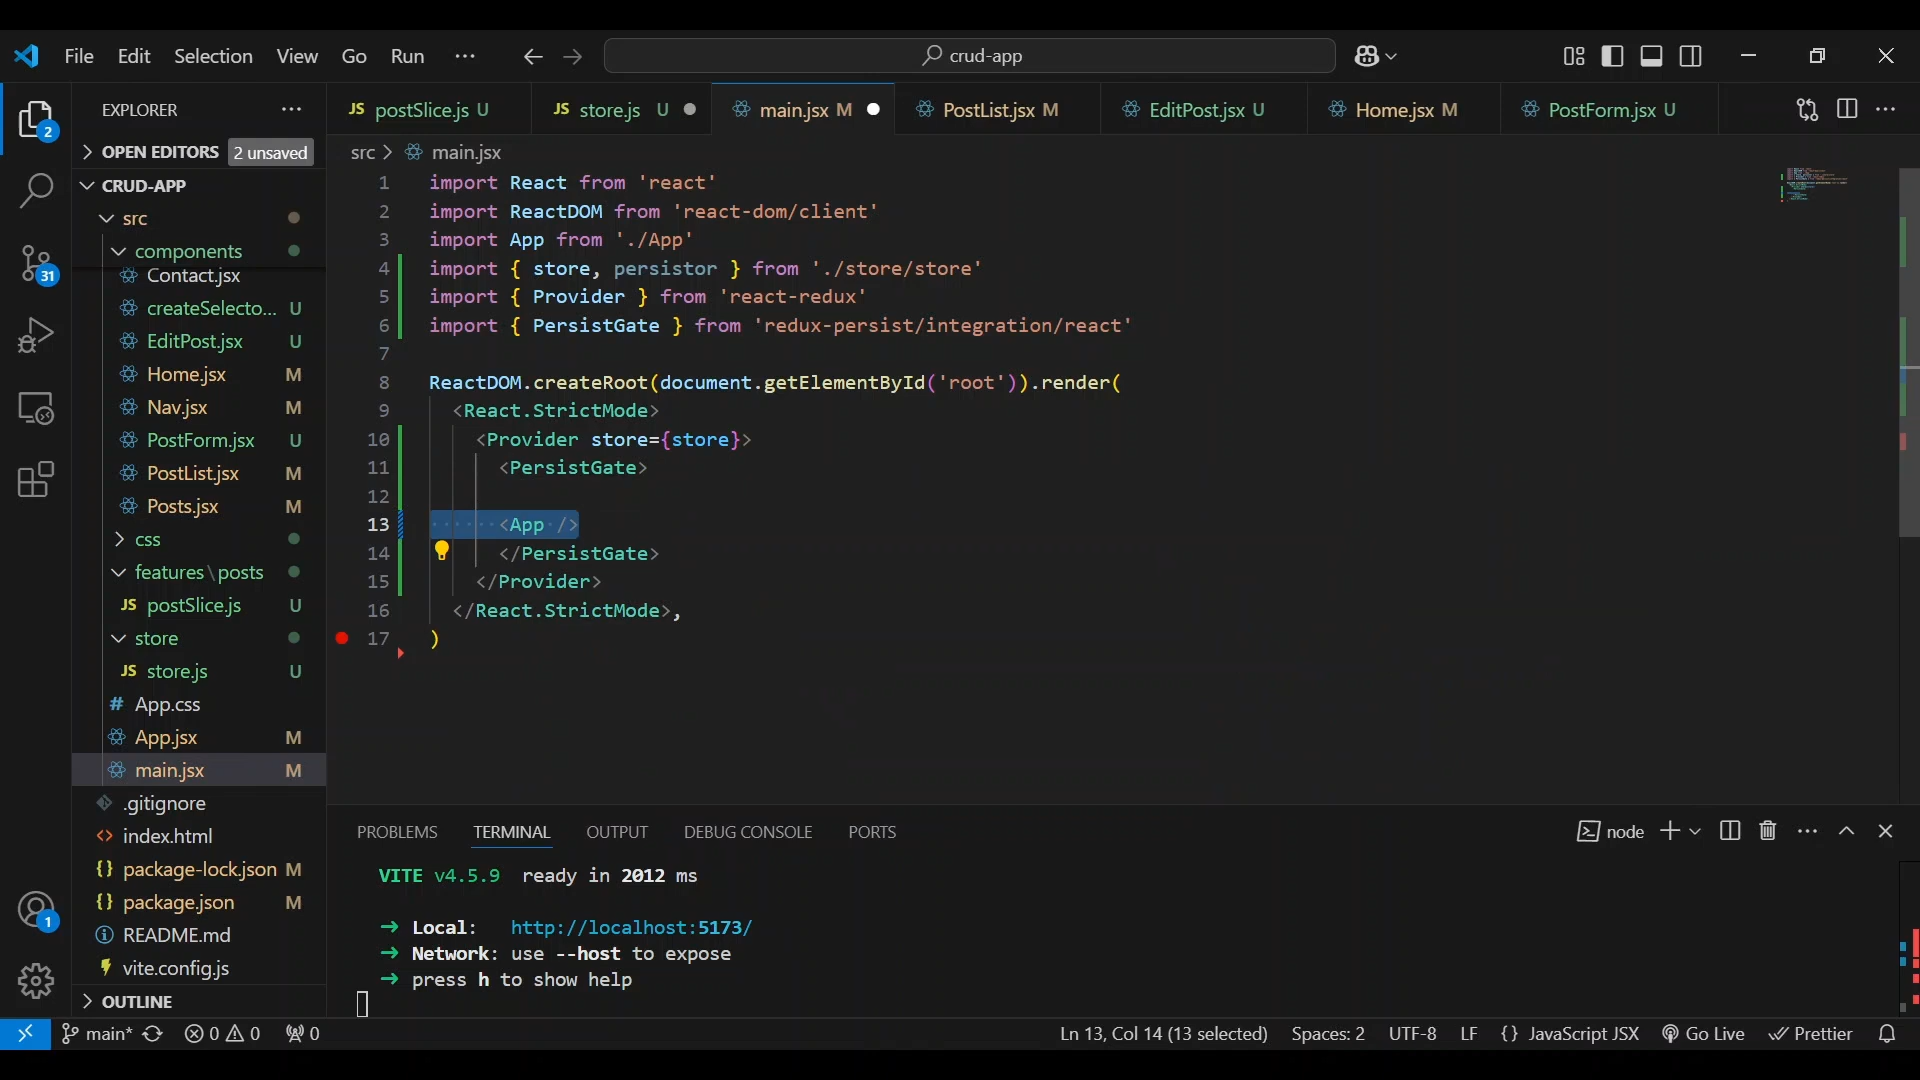 File Edit Selection View Go Run ··· crud-app
EXPLORER ···
OPEN EDITORS 2 unsaved
CRUD-APP
src
components
Contact.jsx
createSelecto... U
EditPost.jsx U
Home.jsx M
Nav.jsx M
PostForm.jsx U
PostList.jsx M
Posts.jsx M
css
features\posts
postSlice.js U
store
store.js U
App.css
App.jsx M
main.jsx M
.gitignore
index.html
package-lock.json M
package.json M
README.md
vite.config.js
OUTLINE
2
31
1
JS postSlice.js U JS store.js U main.jsx M PostList.jsx M EditPost.jsx U Home.jsx M PostForm.jsx U
src > main.jsx
1 import React from 'react'
2 import ReactDOM from 'react-dom/client'
3 import App from './App'
4 import { store, persistor } from './store/store'
5 import { Provider } from 'react-redux'
6 import { PersistGate } from 'redux-persist/integration/react'
7
8 ReactDOM.createRoot(document.getElementById('root')).render(
9 <React.StrictMode>
10 <Provider store={store}>
11 <PersistGate>
12
13 <App />
14 </PersistGate>
15 </Provider>
16 </React.StrictMode>,
17 )
PROBLEMS TERMINAL OUTPUT DEBUG CONSOLE PORTS node
VITE v4.5.9 ready in 2012 ms
➜ Local: http://localhost:5173/
➜ Network: use --host to expose
➜ press h to show help
main* 0 0 0 Ln 13, Col 14 (13 selected) Spaces: 2 UTF-8 LF {} JavaScript JSX Go Live Prettier